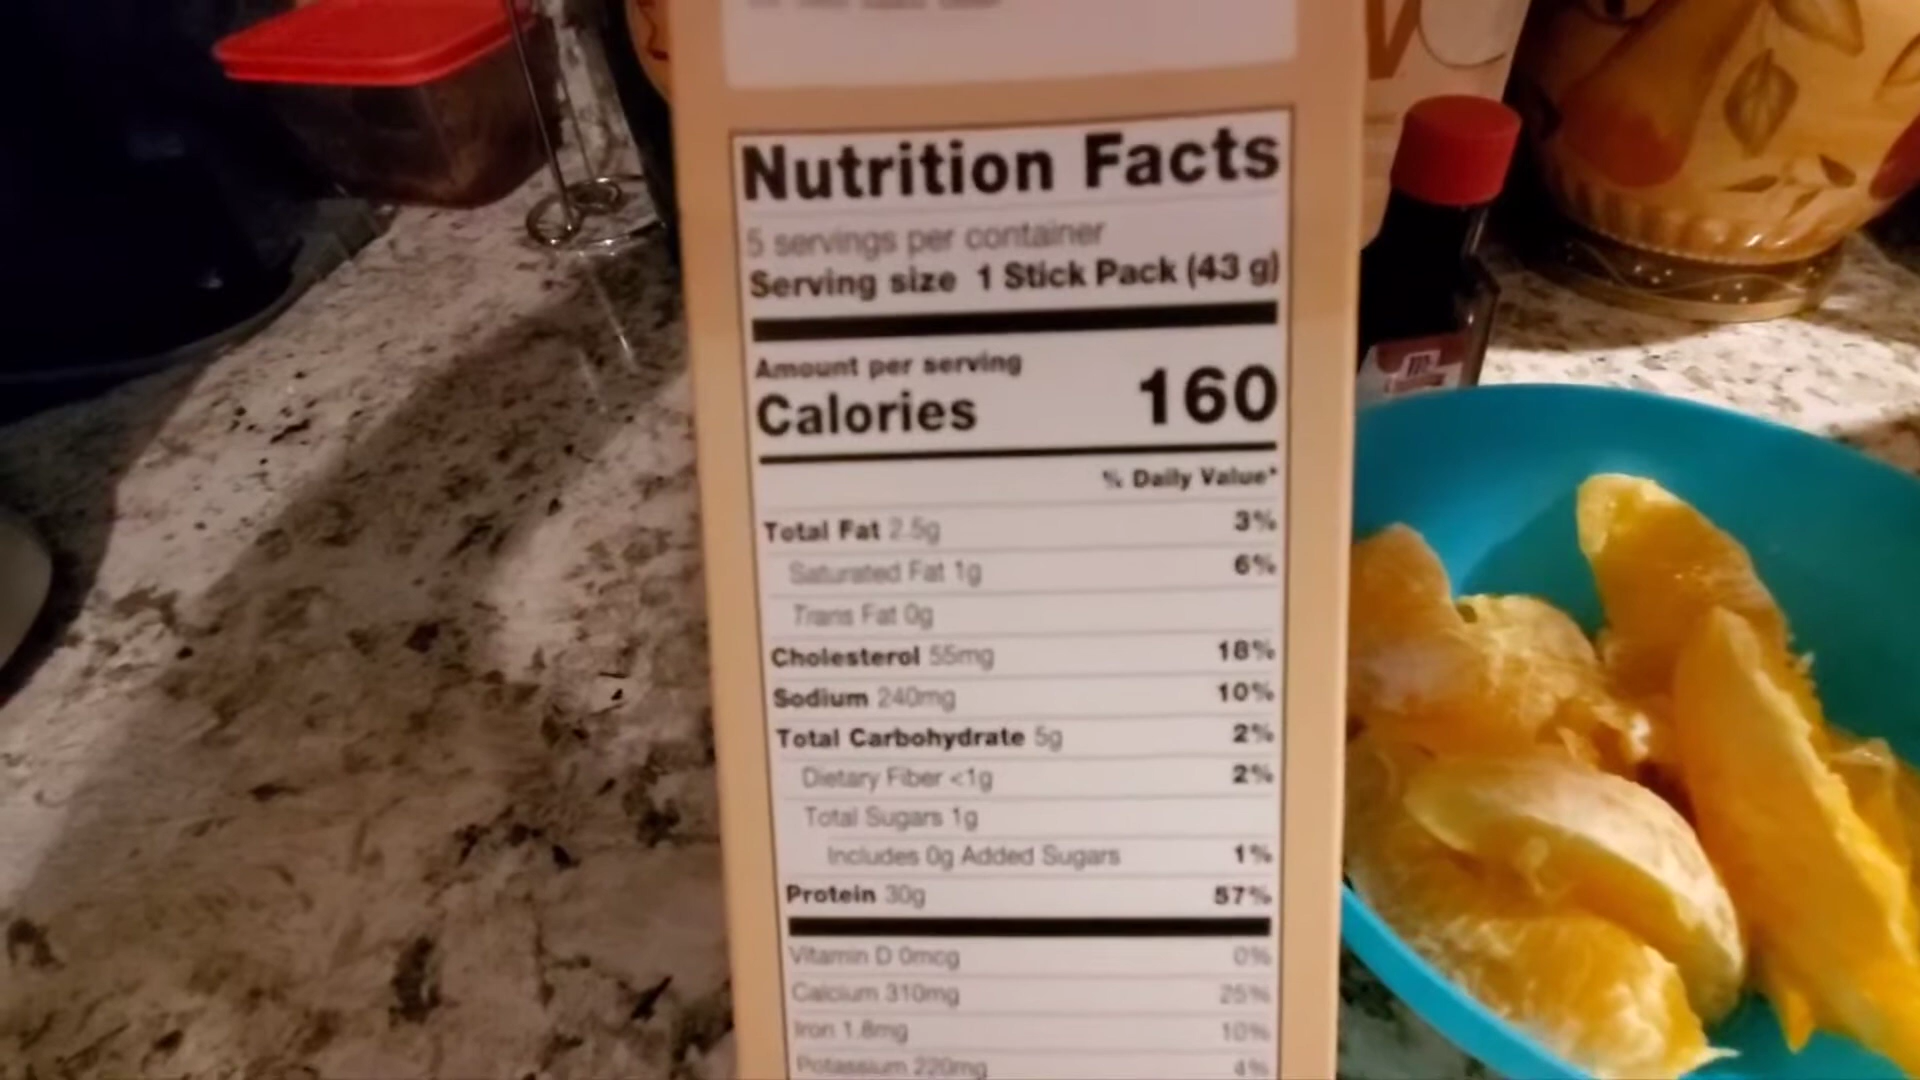 Nutrition Facts
5 servings per container
Serving size 1 Stick Pack (43 g)
Amount per serving
Calories 160
% Daily Value*
Total Fat 2.5g 3%
Saturated Fat 1g 6%
Trans Fat 0g
Cholesterol 55mg 18%
Sodium 240mg 10%
Total Carbohydrate 5g 2%
Dietary Fiber <1g 2%
Total Sugars 1g
Includes 0g Added Sugars 1%
Protein 30g 57%
Vitamin D 0mcg 0%
Calcium 310mg 25%
Iron 1.8mg 10%
Potassium 220mg 4%